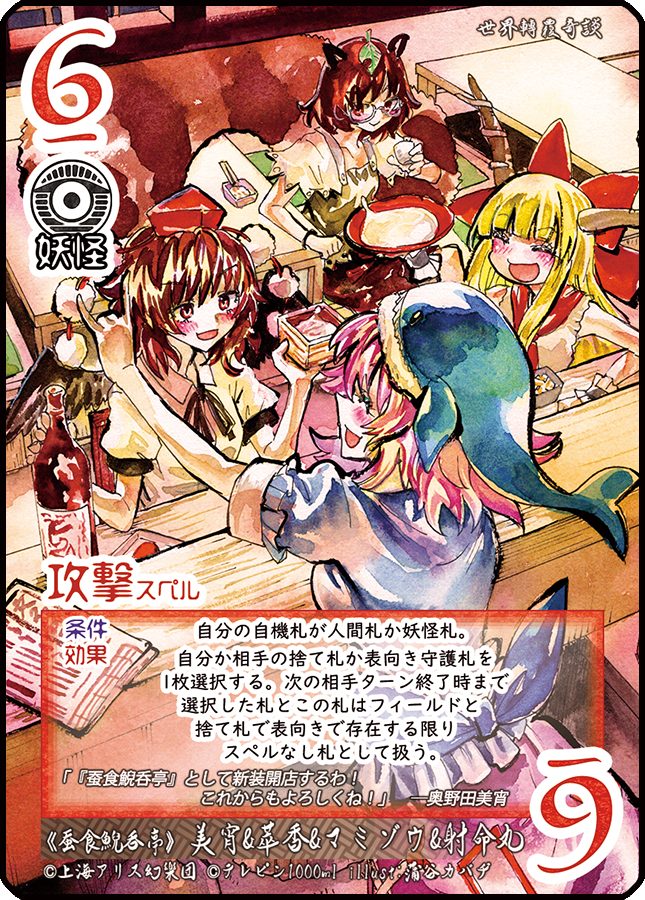 世界轉覆奇談
6
妖怪
攻撃スペル
条件
自分の自機札が人間札か妖怪札。
効果
自分か相手の捨て札か表向き守護札を
1枚選択する。次の相手ターン終了時まで
選択した札とこの札はフィールドと
捨て札で表向きで存在する限り
スペルなし札として扱う。
「『蚕食鯢呑亭』として新装開店するわ!
これからもよろしくね!」 ―奥野田美宵
《蚕食鯢呑亭》 美宵&萃香&マミゾウ&射命丸
©上海アリス幻樂団 ©テレピン1000ml illust:蒲谷カバヂ
6